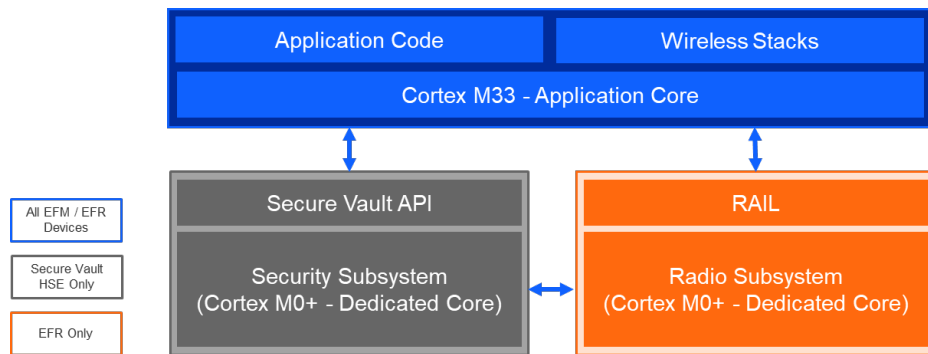 Application Code
Wireless Stacks
Cortex M33 - Application Core
Secure Vault API
RAIL
Security Subsystem
(Cortex M0+ - Dedicated Core)
Radio Subsystem
(Cortex M0+ - Dedicated Core)
All EFM / EFR
Devices
Secure Vault
HSE Only
EFR Only